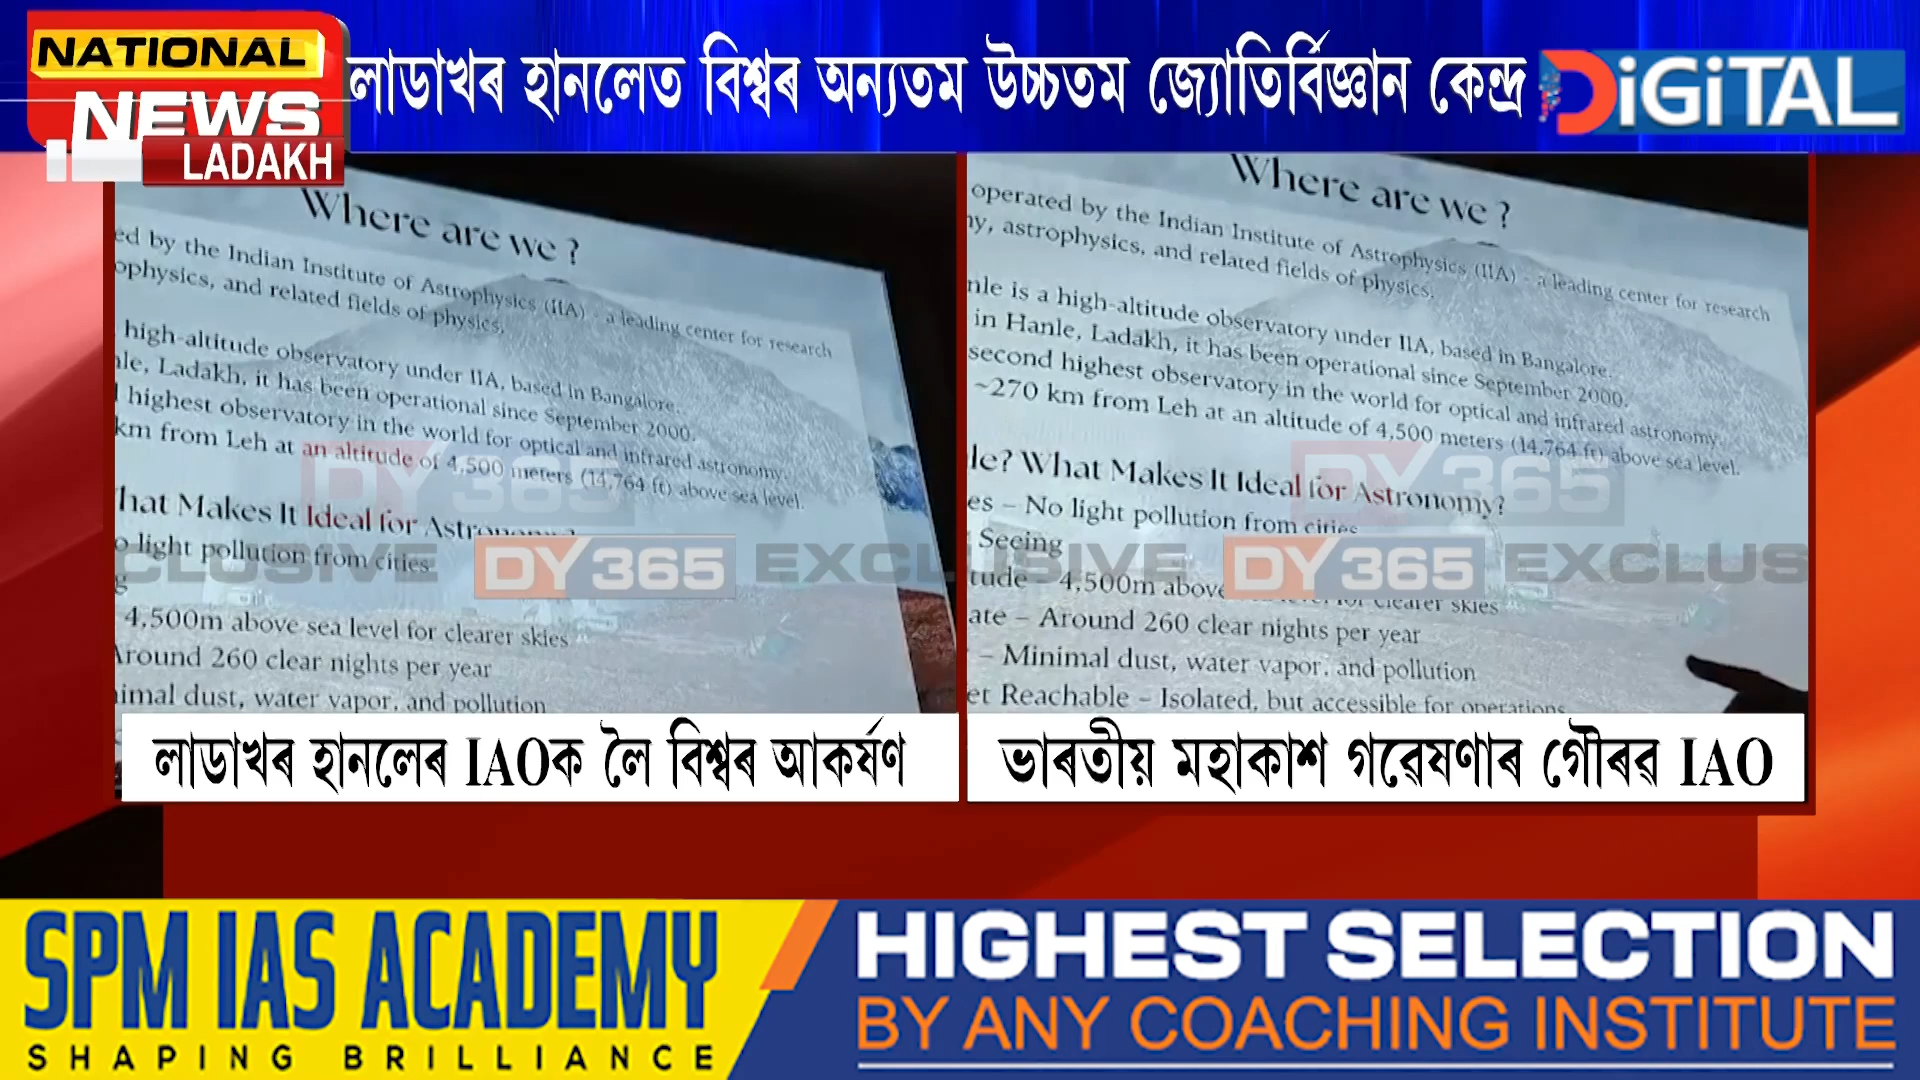 NATIONAL
NEWS
LADAKH
লাডাখৰ হানলেত বিশ্বৰ অন্যতম উচ্চতম জ্যোতিৰ্বিজ্ঞান কেন্দ্ৰ
DiGiTAL
Where are we ?
ed by the Indian Institute of Astrophysics (IIA) - a leading center for research
ophysics, and related fields of physics.
high-altitude observatory under IIA, based in Bangalore.
nle, Ladakh, it has been operational since September 2000.
highest observatory in the world for optical and infrared astronomy.
km from Leh at an altitude of 4,500 meters (14,764 ft) above sea level.
hat Makes It Ideal for
o light pollution from cities
g
4,500m above sea level for clearer skies
Around 260 clear nights per year
imal dust, water vapor, and pollution
DY365
CLUSIVE DY365 EXCL
লাডাখৰ হানলেৰ IAOক লৈ বিশ্বৰ আকৰ্ষণ
Where are we ?
operated by the Indian Institute of Astrophysics (IIA) - a leading center for research
ny, astrophysics, and related fields of physics.
nle is a high-altitude observatory under IIA, based in Bangalore.
in Hanle, Ladakh, it has been operational since September 2000.
second highest observatory in the world for optical and infrared astronomy.
~270 km from Leh at an altitude of 4,500 meters (14,764 ft) above sea level.
le? What Makes It Ideal for Astronomy?
es – No light pollution from cities
Seeing
tude – 4,500m above for clearer skies
ate – Around 260 clear nights per year
– Minimal dust, water vapor, and pollution
et Reachable – Isolated, but accessible for operations
DY365
USIVE DY365 EXCLUS
ভাৰতীয় মহাকাশ গৱেষণাৰ গৌৰৱ IAO
SPM IAS ACADEMY
SHAPING BRILLIANCE
HIGHEST SELECTION
BY ANY COACHING INSTITUTE